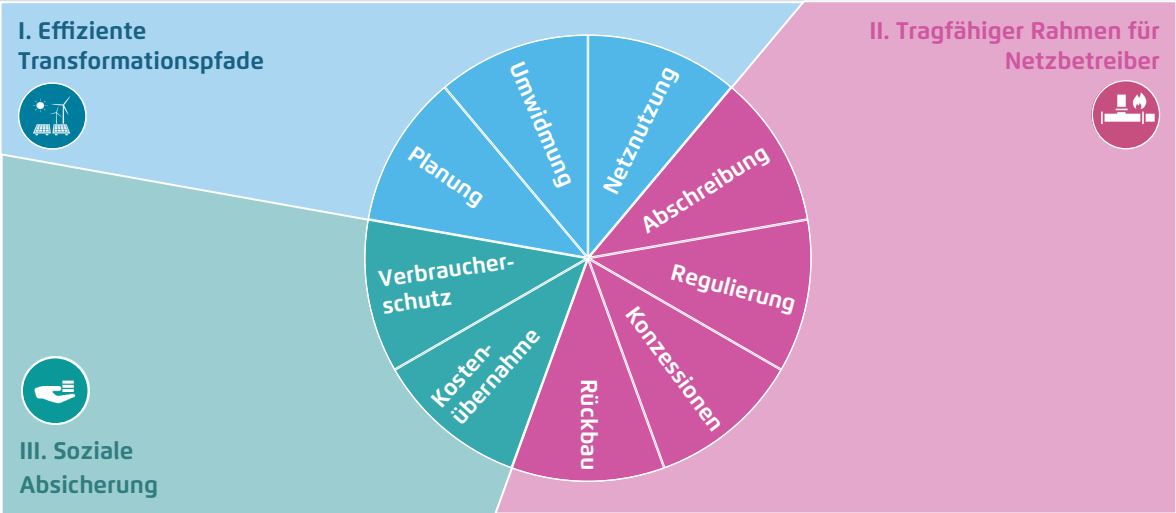 I. Effiziente
Transformationspfade
II. Tragfähiger Rahmen für
Netzbetreiber
Umwidmung
Netznutzung
Planung
Abschreibung
Verbraucher-
schutz
Regulierung
Kosten-
übernahme
Konzessionen
Rückbau
III. Soziale
Absicherung